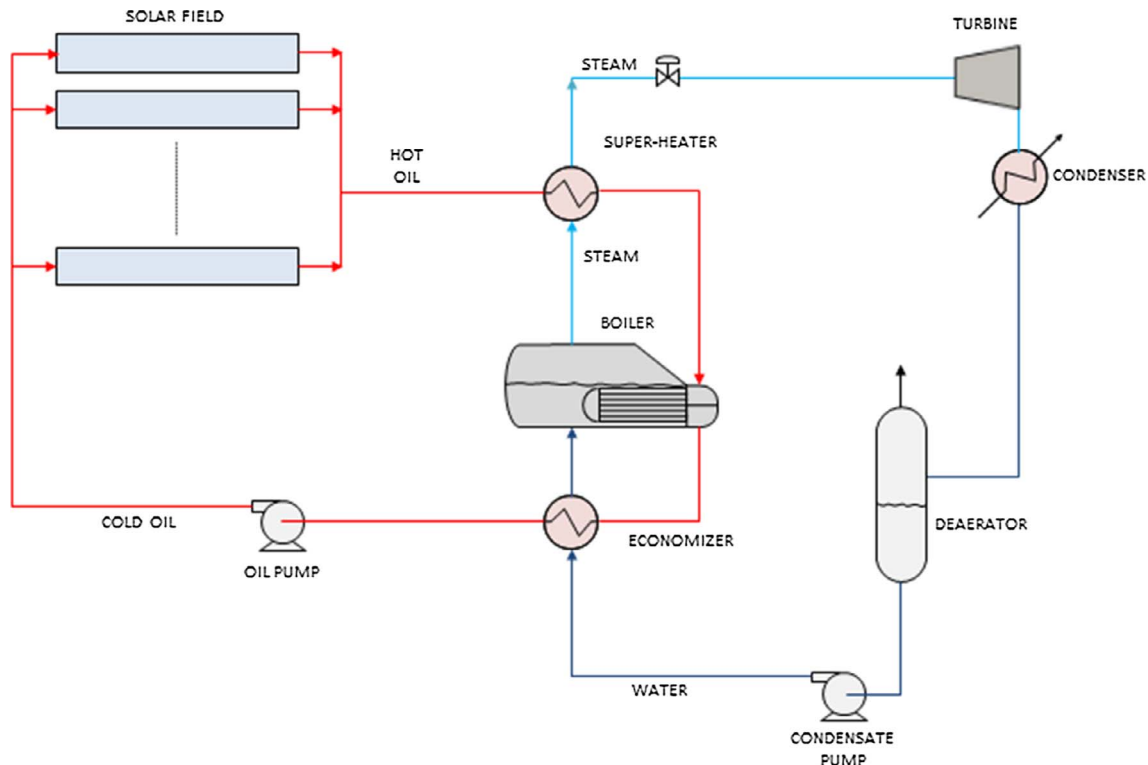 SOLAR FIELD
TURBINE
STEAM
SUPER-HEATER
HOT
OIL
CONDENSER
STEAM
BOILER
COLD OIL
ECONOMIZER
DEAERATOR
OIL PUMP
WATER
CONDENSATE
PUMP